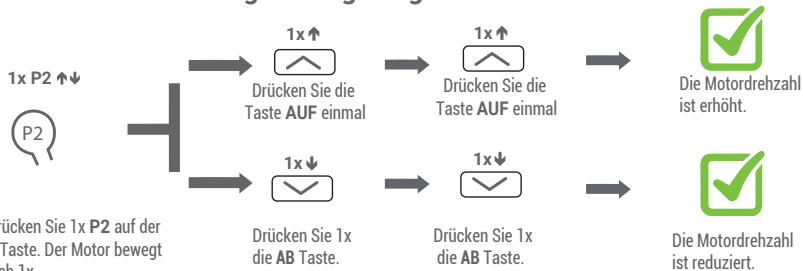 1x P2 ↑↓
P2
Drücken Sie 1x P2 auf der
Taste. Der Motor bewegt
1x
1x ↑
Drücken Sie die
Taste AUF einmal
1x ↑
Drücken Sie die
Taste AUF einmal
Die Motordrehzahl
ist erhöht.
1x ↓
Drücken Sie 1x
die AB Taste.
1x ↓
Drücken Sie 1x
die AB Taste.
Die Motordrehzahl
ist reduziert.